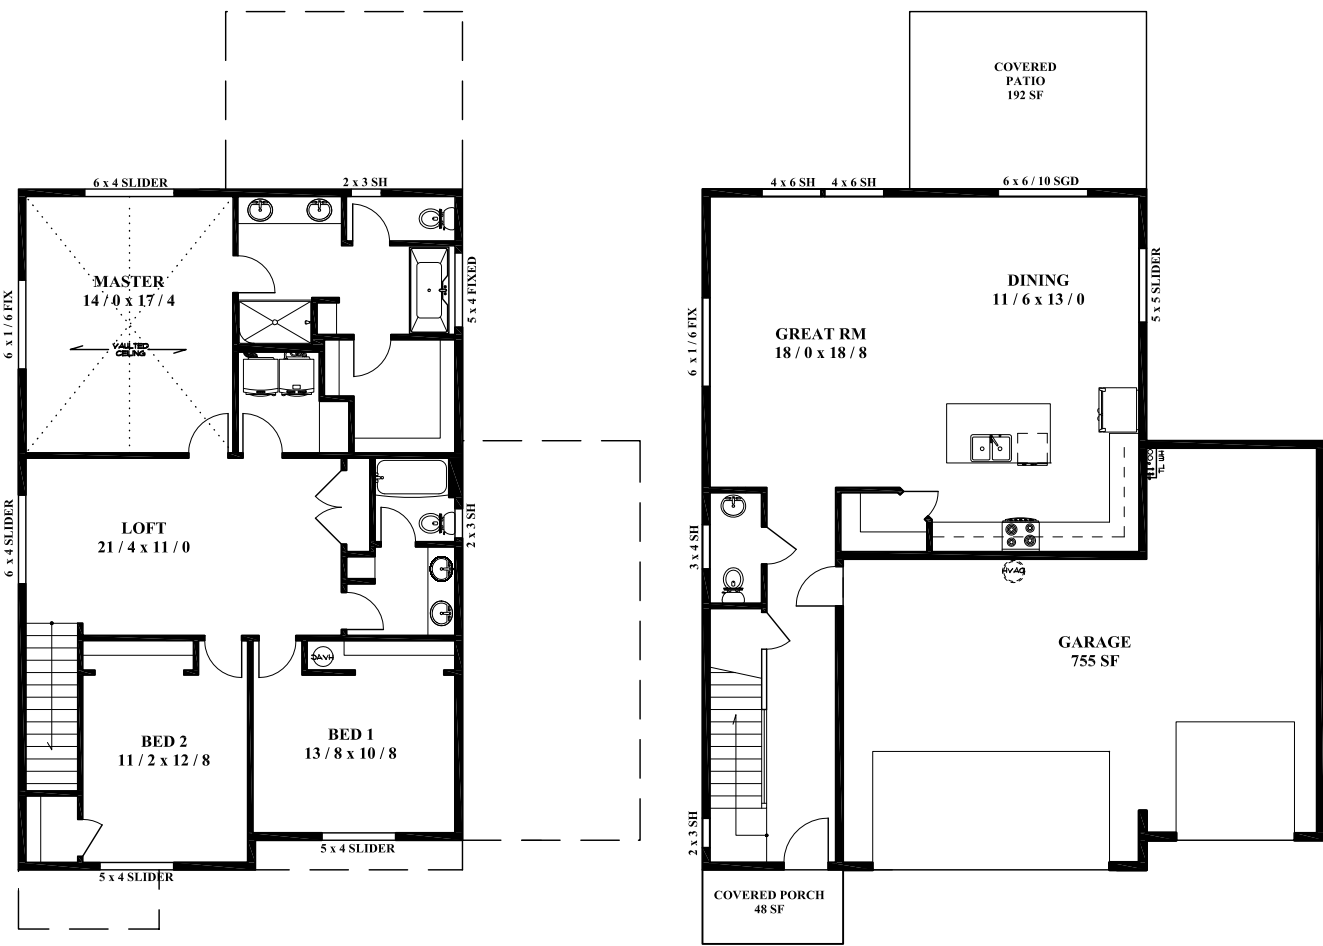 6 x 4 SLIDER
2 x 3 SH
6 x 1 / 6 FIX
MASTER
14 / 0 x 17 / 4
VAULTED
CEILING
5 x 4 FIXED
6 x 4 SLIDER
LOFT
21 / 4 x 11 / 0
2 x 3 SH
BED 2
11 / 2 x 12 / 8
BED 1
13 / 8 x 10 / 8
5 x 4 SLIDER
5 x 4 SLIDER
COVERED
PATIO
192 SF
4 x 6 SH
4 x 6 SH
6 x 6 / 10 SGD
DINING
11 / 6 x 13 / 0
5 x 5 SLIDER
GREAT RM
18 / 0 x 18 / 8
6 x 1 / 6 FIX
3 x 4 SH
TL WH
HVAC
GARAGE
755 SF
2 x 3 SH
COVERED PORCH
48 SF